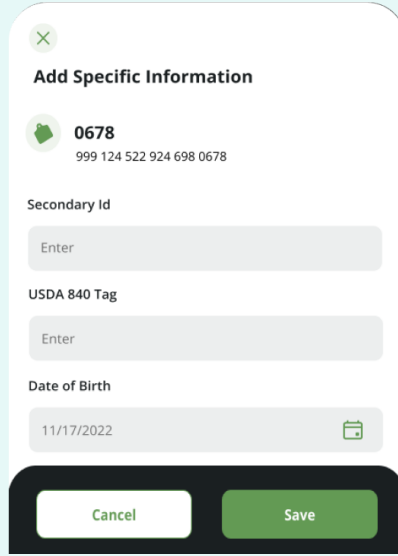 Add Specific Information
0678
999 124 522 924 698 0678
Secondary Id
Enter
USDA 840 Tag
Enter
Date of Birth
11/17/2022
Cancel Save